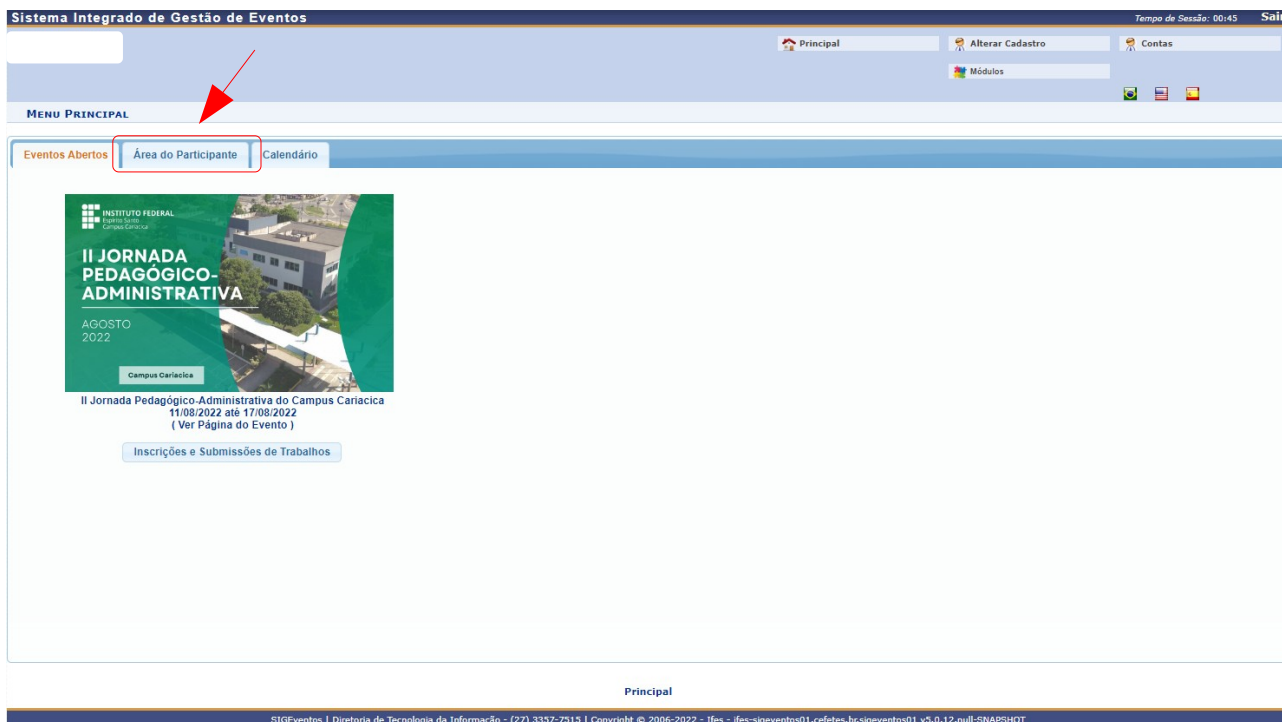 Sistema Integrado de Gestão de Eventos
Tempo de Sessão: 00:45
Sair
Principal
Alterar Cadastro
Contas
Módulos
MENU PRINCIPAL
Eventos Abertos
Área do Participante
Calendário
INSTITUTO FEDERAL
Espírito Santo
Campus Cariacica
II JORNADA
PEDAGÓGICO-
ADMINISTRATIVA
AGOSTO
2022
Campus Cariacica
II Jornada Pedagógico-Administrativa do Campus Cariacica
11/08/2022 até 17/08/2022
( Ver Página do Evento )
Inscrições e Submissões de Trabalhos
Principal
SIGEventos | Diretoria de Tecnologia da Informação - (27) 3357-7515 | Copyright © 2006-2022 - Ifes - ifes-sigeventos01.cefetes.br.sigeventos01 v5.0.12.null-SNAPSHOT